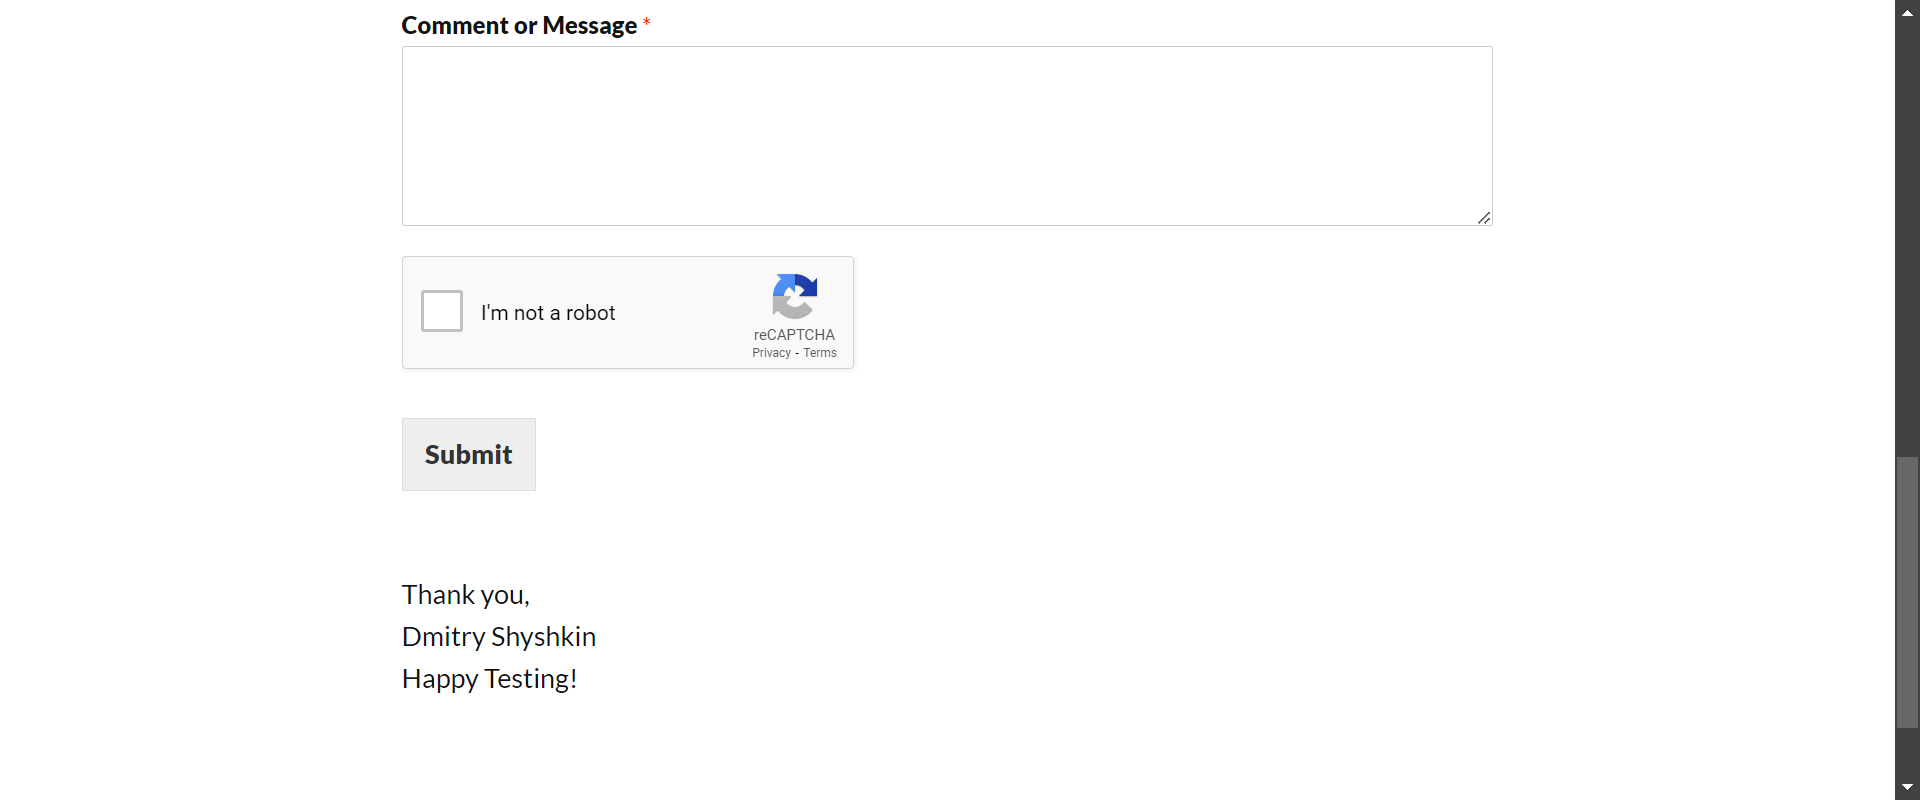 Comment or Message *
I'm not a robot
reCAPTCHA
Privacy - Terms
Submit
Thank you,
Dmitry Shyshkin
Happy Testing!